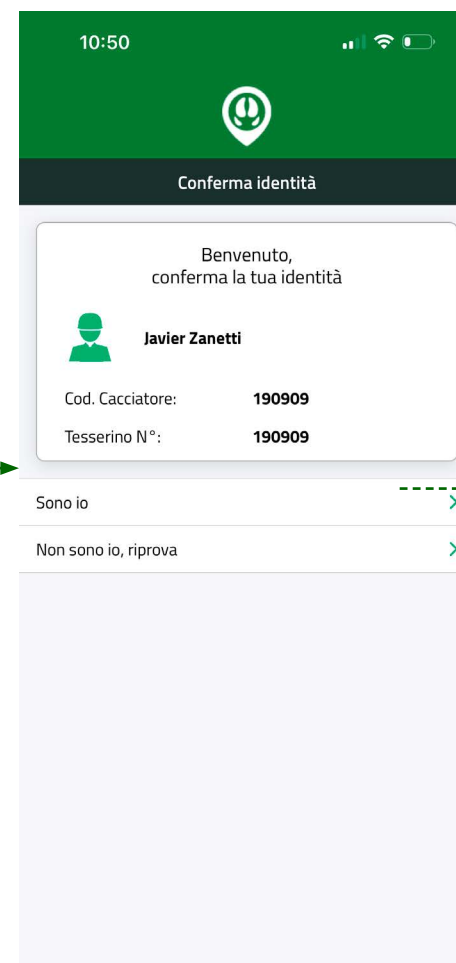 10:50
Conferma identità
Benvenuto,
conferma la tua identità
Javier Zanetti
Cod. Cacciatore: 190909
Tesserino N°: 190909
Sono io
Non sono io, riprova